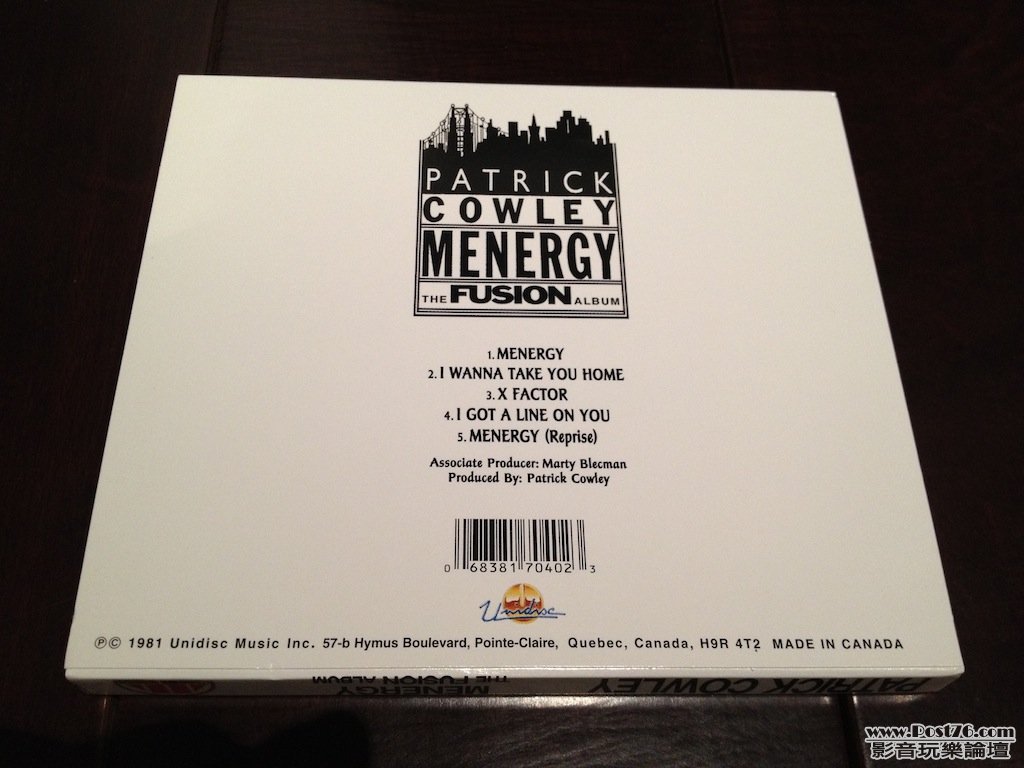 PATRICK
COWLEY
MENERGY
THE FUSION ALBUM
1. MENERGY
2. I WANNA TAKE YOU HOME
3. X FACTOR
4. I GOT A LINE ON YOU
5. MENERGY (Reprise)
Associate Producer: Marty Blecman
Produced By: Patrick Cowley
0 68381 70402 3
Unidisc
℗© 1981 Unidisc Music Inc. 57-b Hymus Boulevard, Pointe-Claire, Quebec, Canada, H9R 4T2 MADE IN CANADA
PATRICK COWLEY
MENERGY
THE FUSION ALBUM
www.Post76.com
影音玩樂論壇